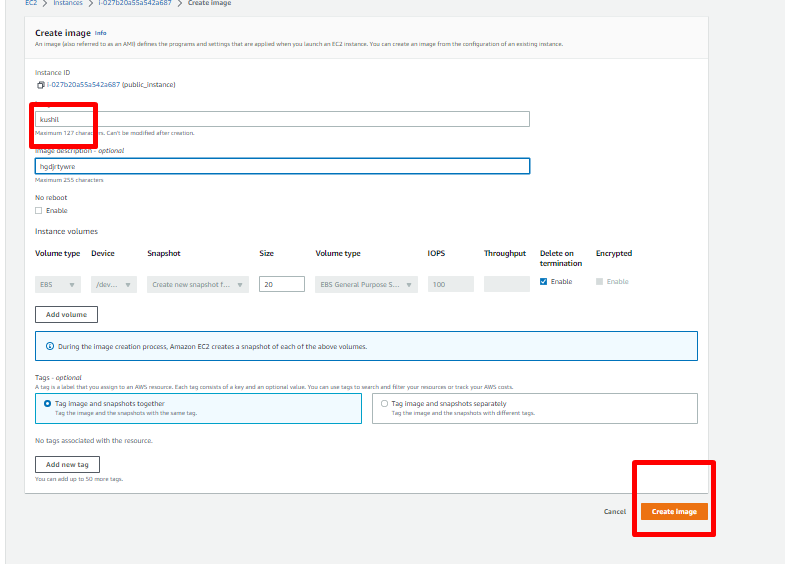 EC2 > Instances > i-027b20a55a542a687 > Create Image
Create image Info
An image (also referred to as an AMI) defines the programs and settings that are applied when you launch an EC2 instance. You can create an image from the configuration of an existing instance.
Instance ID
i-027b20a55a542a687 (public_instance)
kushil
Maximum 127 characters. Can't be modified after creation.
Image description - optional
hgdjrtywre
Maximum 255 characters
No reboot
Enable
Instance volumes
Volume type Device Snapshot Size Volume type IOPS Throughput Delete on termination Encrypted
EBS /dev... Create new snapshot f... 20 EBS General Purpose S... 100 Enable Enable
Add volume
During the image creation process, Amazon EC2 creates a snapshot of each of the above volumes.
Tags - optional
A tag is a label that you assign to an AWS resource. Each tag consists of a key and an optional value. You can use tags to search and filter your resources or track your AWS costs.
Tag image and snapshots together Tag image and snapshots separately
Tag the image and the snapshots with the same tag. Tag the image and the snapshots with different tags.
No tags associated with the resource.
Add new tag
You can add up to 50 more tags.
Cancel Create Image